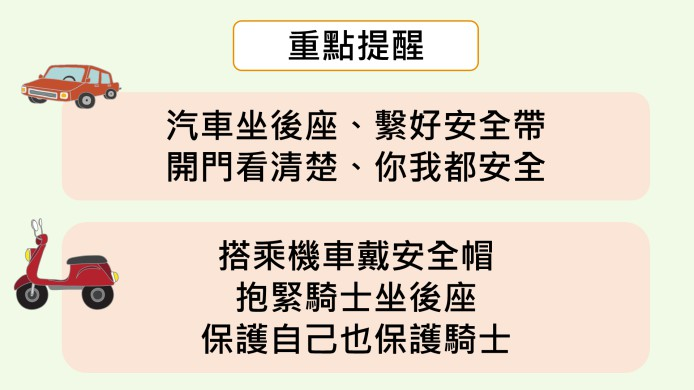 重點提醒
汽車坐後座、繫好安全帶
開門看清楚、你我都安全
搭乘機車戴安全帽
抱緊騎士坐後座
保護自己也保護騎士